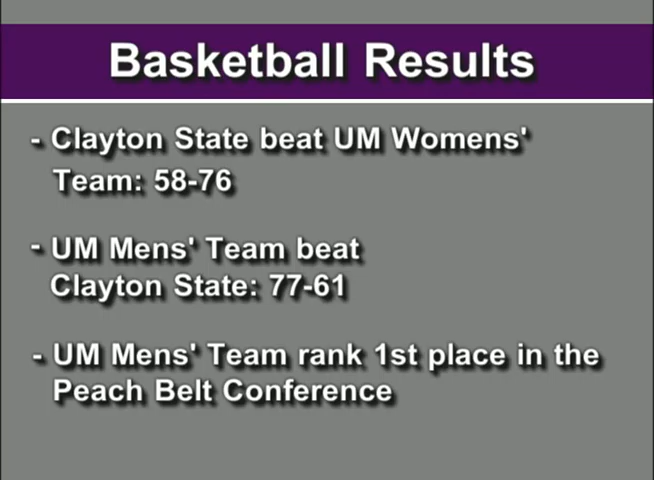 Basketball Results
- Clayton State beat UM Womens'
Team: 58-76
- UM Mens' Team beat
Clayton State: 77-61
- UM Mens' Team rank 1st place in the
Peach Belt Conference